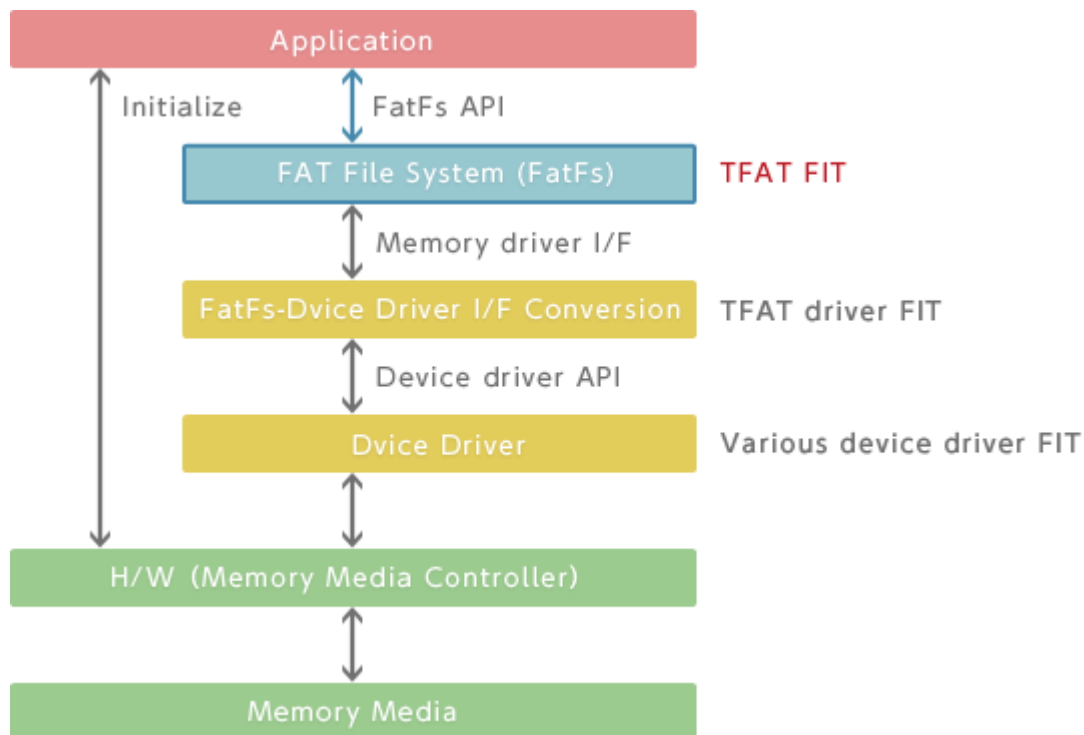 Application
Initialize
FatFs API
FAT File System (FatFs)
TFAT FIT
Memory driver I/F
FatFs-Dvice Driver I/F Conversion
TFAT driver FIT
Device driver API
Dvice Driver
Various device driver FIT
H/W (Memory Media Controller)
Memory Media